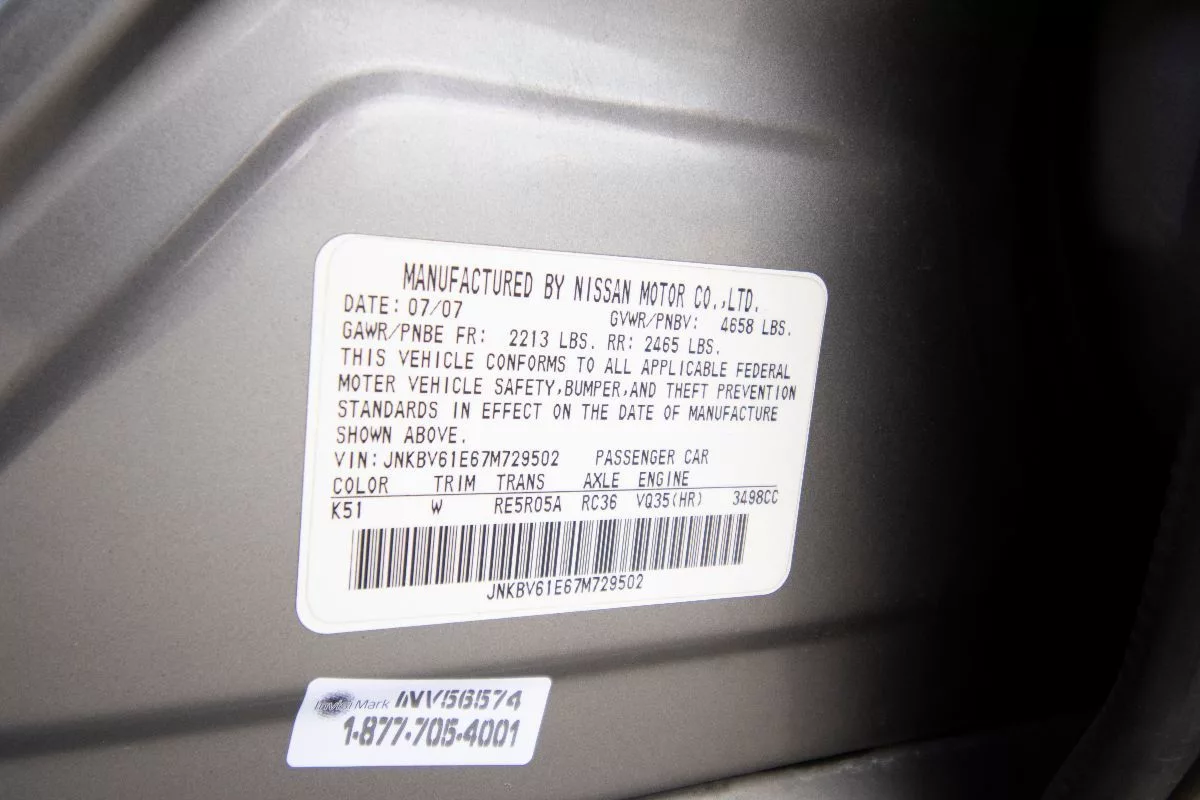 MANUFACTURED BY NISSAN MOTOR CO.,LTD.
DATE: 07/07 GVWR/PNBV: 4658 LBS.
GAWR/PNBE FR: 2213 LBS. RR: 2465 LBS.
THIS VEHICLE CONFORMS TO ALL APPLICABLE FEDERAL
MOTER VEHICLE SAFETY,BUMPER,AND THEFT PREVENTION
STANDARDS IN EFFECT ON THE DATE OF MANUFACTURE
SHOWN ABOVE.
VIN:JNKBV61E67M729502 PASSENGER CAR
COLOR TRIM TRANS AXLE ENGINE
K51 W RE5R05A RC36 VQ35(HR) 3498CC
JNKBV61E67M729502
Mark INV56574
1-877-705-4001